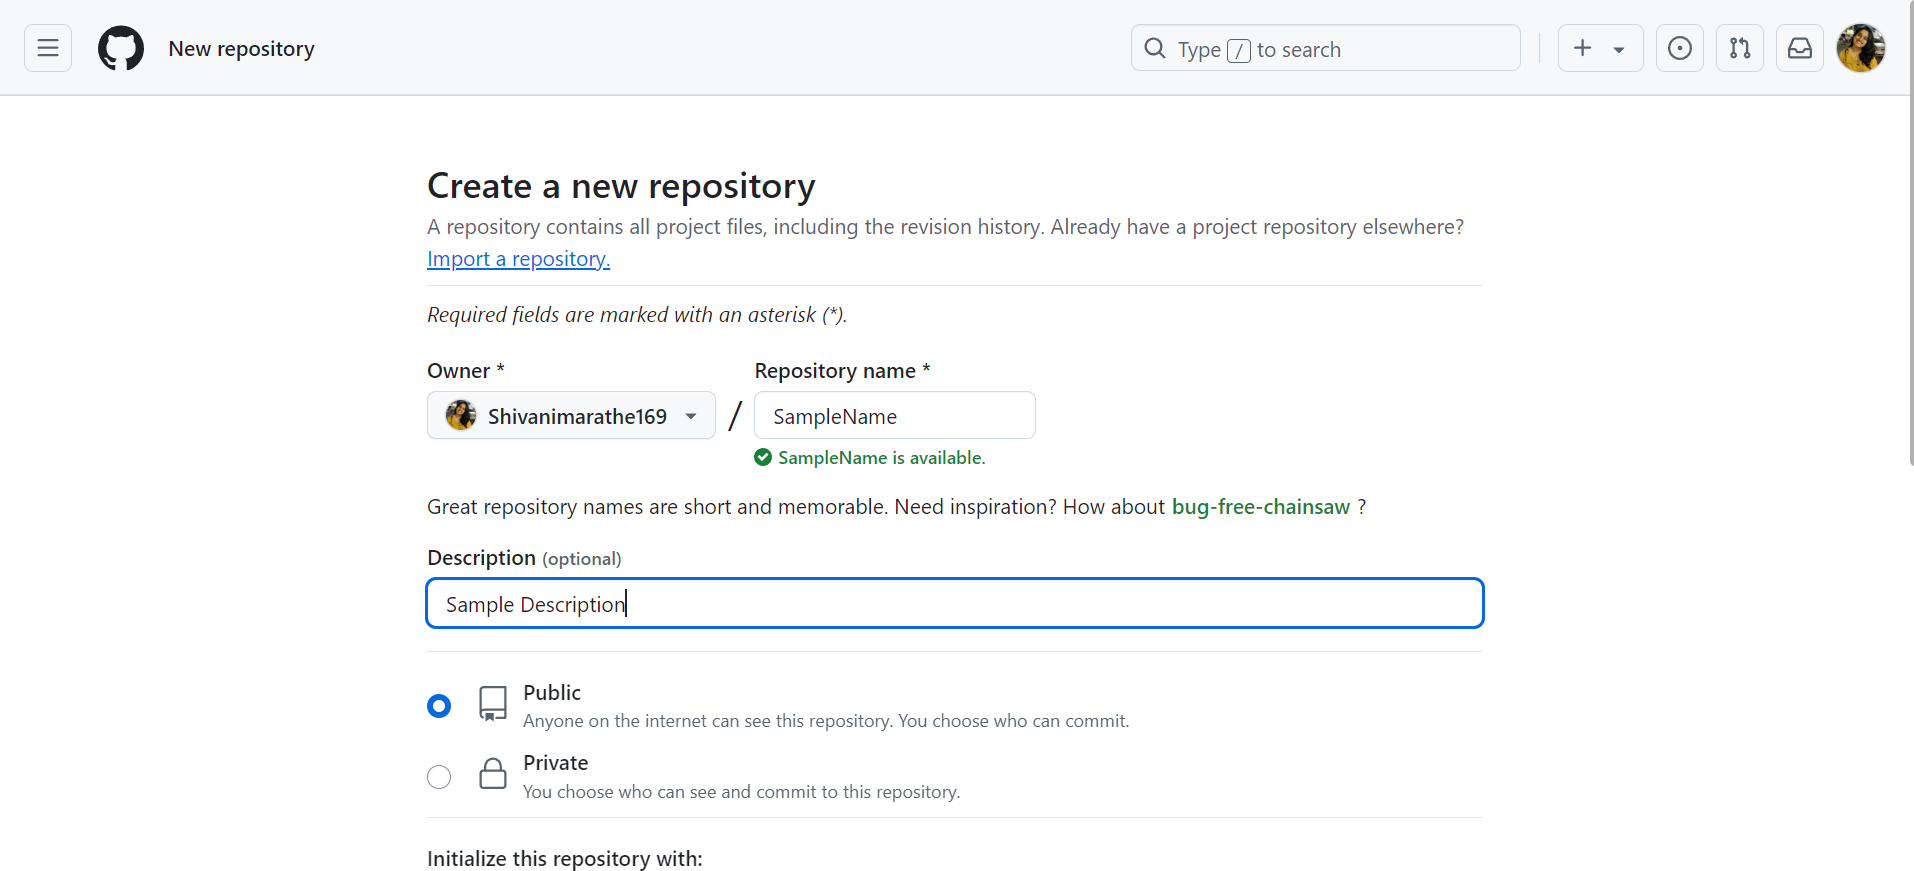 New repository
Type / to search
Create a new repository
A repository contains all project files, including the revision history. Already have a project repository elsewhere?
Import a repository.
Required fields are marked with an asterisk (*).
Owner *
Repository name *
Shivanimarathe169 / SampleName
SampleName is available.
Great repository names are short and memorable. Need inspiration? How about bug-free-chainsaw ?
Description (optional)
Sample Description
Public
Anyone on the internet can see this repository. You choose who can commit.
Private
You choose who can see and commit to this repository.
Initialize this repository with: